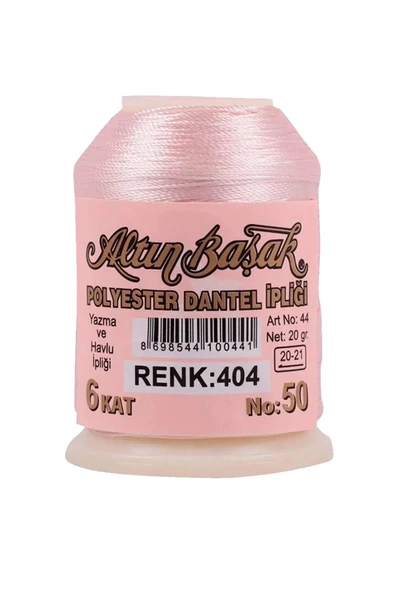 Altın Başak
POLYESTER DANTEL İPLİĞİ
Yazma
ve
Havlu
İpliği
8 698544 100441
Art No: 44
Net: 20 gr.
20-21
RENK:404
6 KAT
No:50